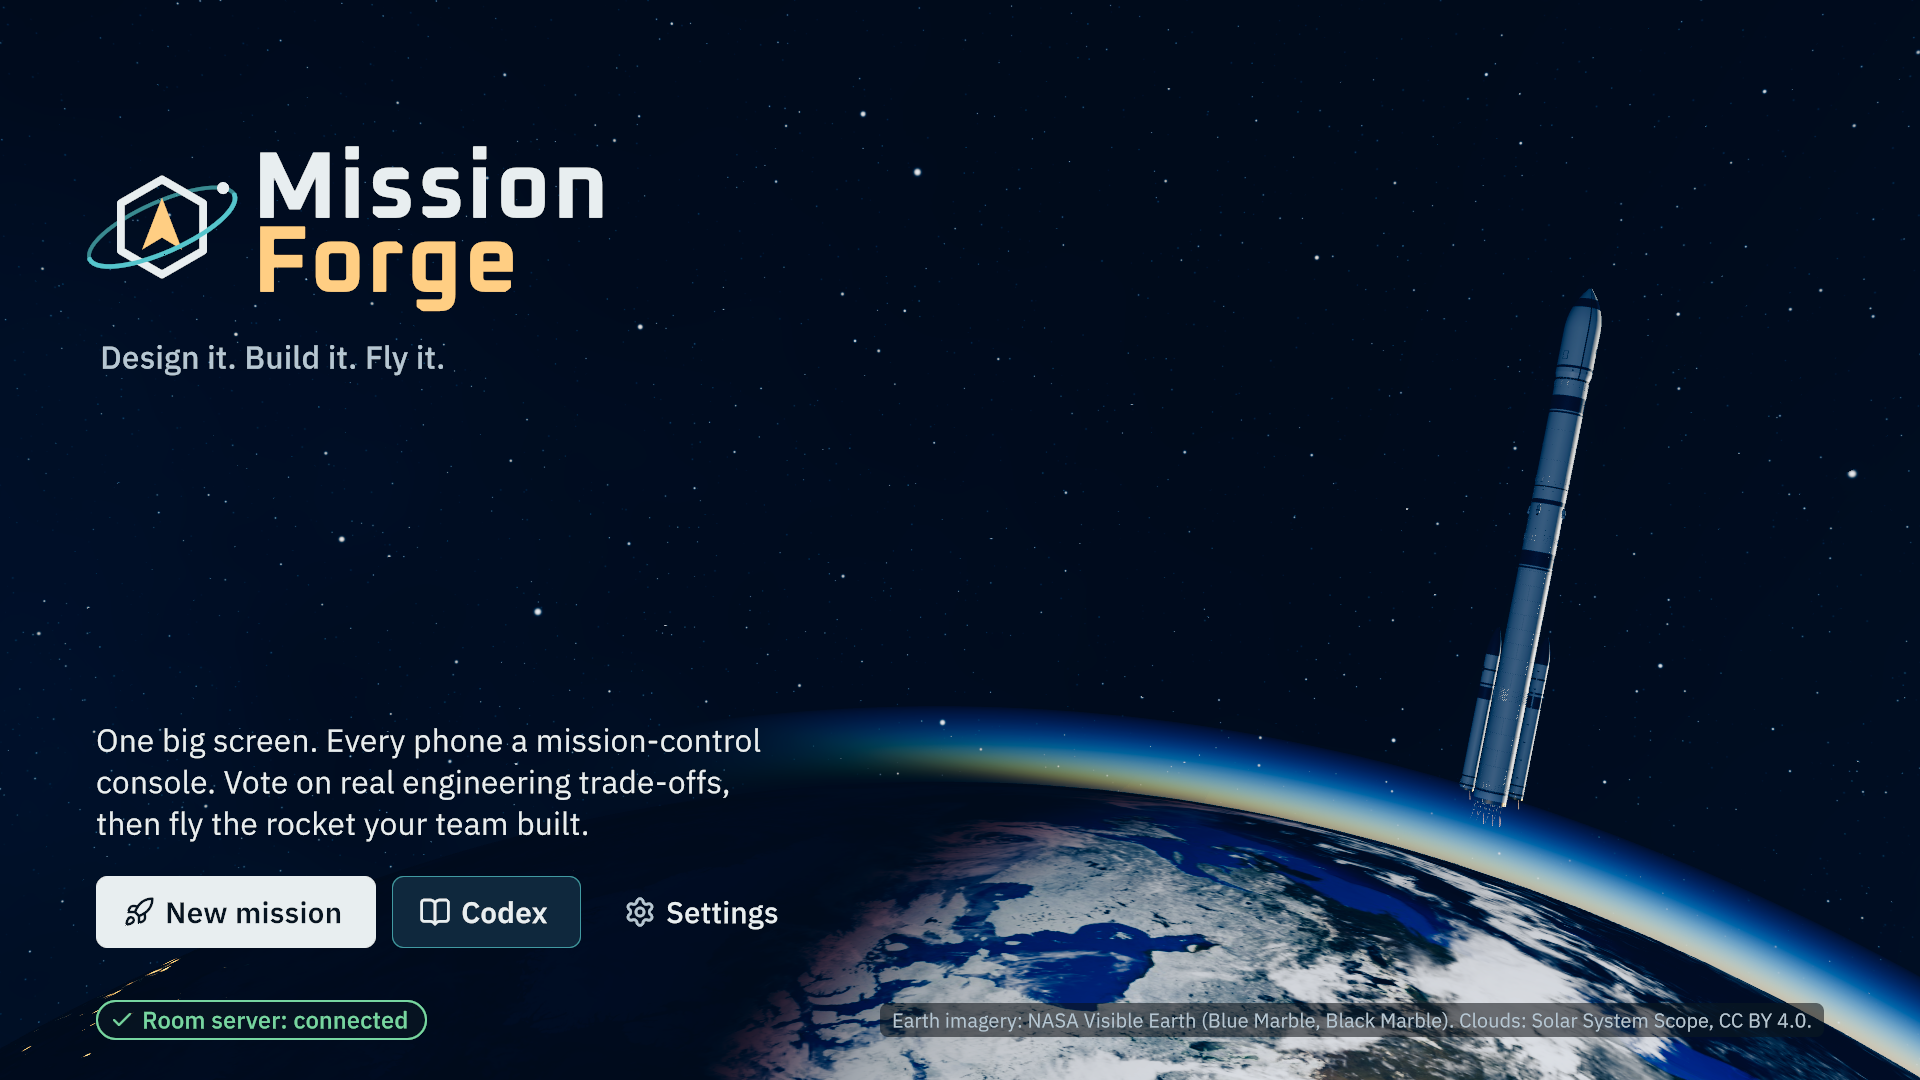 Mission
Forge
Design it. Build it. Fly it.
One big screen. Every phone a mission-control
console. Vote on real engineering trade-offs,
then fly the rocket your team built.
New mission
Codex
Settings
Room server: connected
Earth imagery: NASA Visible Earth (Blue Marble, Black Marble). Clouds: Solar System Scope, CC BY 4.0.